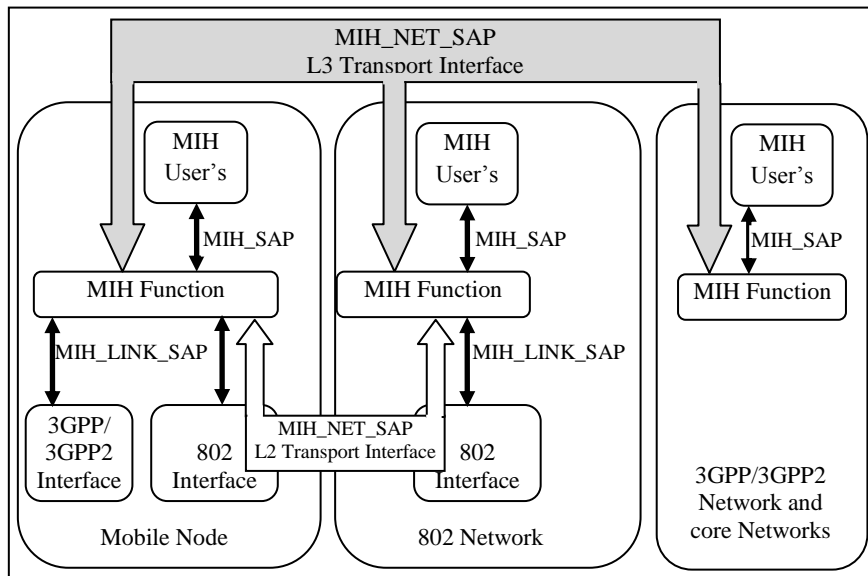 MIH_NET_SAP
L3 Transport Interface
MIH
User's
MIH_SAP
MIH Function
MIH_LINK_SAP
3GPP/
3GPP2
Interface
802
Interface
Mobile Node
MIH_NET_SAP
L2 Transport Interface
MIH
User's
MIH_SAP
MIH Function
MIH_LINK_SAP
802
Interface
802 Network
MIH
User's
MIH_SAP
MIH Function
3GPP/3GPP2
Network and
core Networks